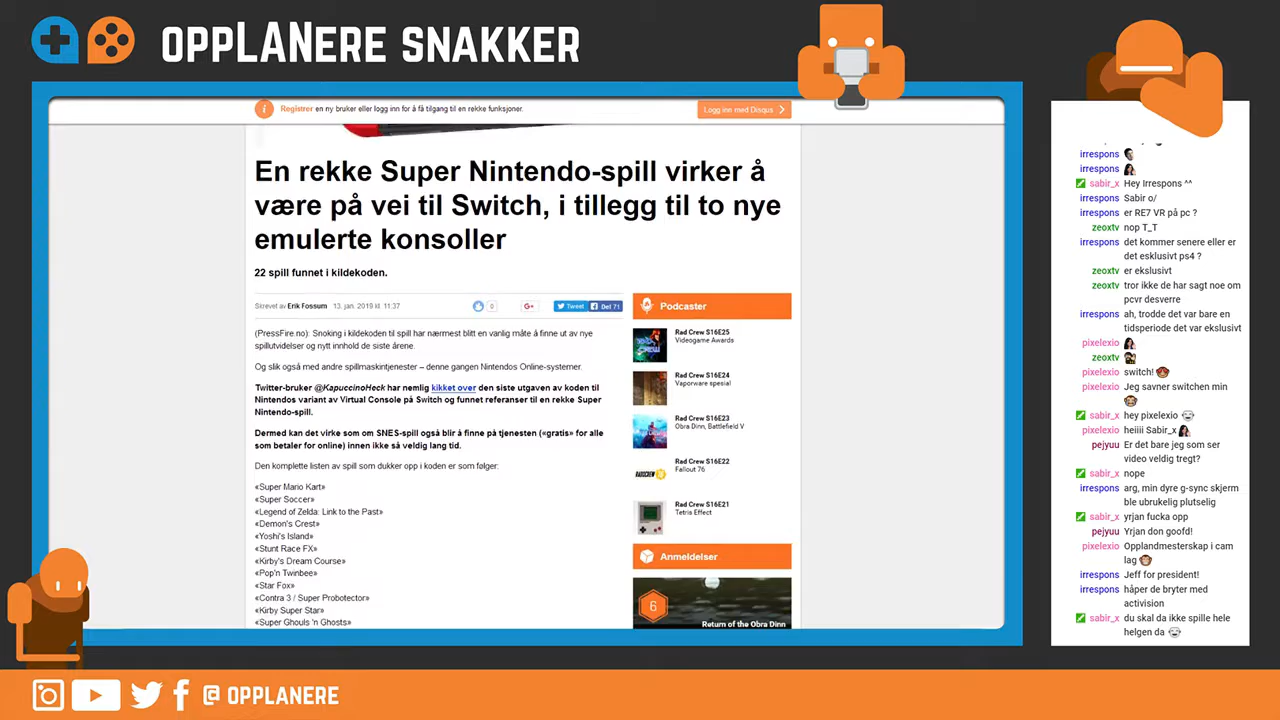 OPPLANERE SNAKKER
Registrer en ny bruker eller logg inn for å få tilgang til en rekke funksjoner.
Logg inn med Disqus
En rekke Super Nintendo-spill virker å
være på vei til Switch, i tillegg til to nye
emulerte konsoller
22 spill funnet i kildekoden.
Skrevet av Erik Fossum 13. jan. 2019 kl. 11:37
0
G+
Tweet
Del 71
(PressFire.no): Snoking i kildekoden til spill har nærmest blitt en vanlig måte å finne ut av nye
spillutvidelser og nytt innhold de siste årene.
Og slik også med andre spillmaskintjenester – denne gangen Nintendos Online-systemer.
Twitter-bruker @KapuccinoHeck har nemlig kikket over den siste utgaven av koden til
Nintendos variant av Virtual Console på Switch og funnet referanser til en rekke Super
Nintendo-spill.
Dermed kan det virke som om SNES-spill også blir å finne på tjenesten («gratis» for alle
som betaler for online) innen ikke så veldig lang tid.
Den komplette listen av spill som dukker opp i koden er som følger:
«Super Mario Kart»
«Super Soccer»
«Legend of Zelda: Link to the Past»
«Demon's Crest»
«Yoshi's Island»
«Stunt Race FX»
«Kirby's Dream Course»
«Pop'n Twinbee»
«Star Fox»
«Contra 3 / Super Probotector»
«Kirby Super Star»
«Super Ghouls 'n Ghosts»
Podcaster
Rad Crew S16E25
Videogame Awards
Rad Crew S16E24
Vaporware spesial
Rad Crew S16E23
Obra Dinn, Battlefield V
RADCREW
Rad Crew S16E22
Fallout 76
Rad Crew S16E21
Tetris Effect
Anmeldelser
6
Return of the Obra Dinn
irrespons
irrespons
sabir_x Hey Irrespons ^^
irrespons Sabir o/
irrespons er RE7 VR på pc ?
zeoxtv nop T_T
irrespons det kommer senere eller er
det esklusivt ps4 ?
zeoxtv er ekslusivt
zeoxtv tror ikke de har sagt noe om
pcvr desverre
irrespons ah, trodde det var bare en
tidsperiode det var eksklusivt
pixelexio
zeoxtv
pixelexio switch!
pixelexio Jeg savner switchen min
sabir_x hey pixelexio
pixelexio heiiii Sabir_x
pejyuu Er det bare jeg som ser
video veldig tregt?
sabir_x nope
irrespons arg, min dyre g-sync skjerm
ble ubrukelig plutselig
sabir_x yrjan fucka opp
pejyuu Yrjan don goofd!
pixelexio Opplandmesterskap i cam
lag
irrespons Jeff for president!
irrespons håper de bryter med
activision
sabir_x du skal da ikke spille hele
helgen da
@ OPPLANERE